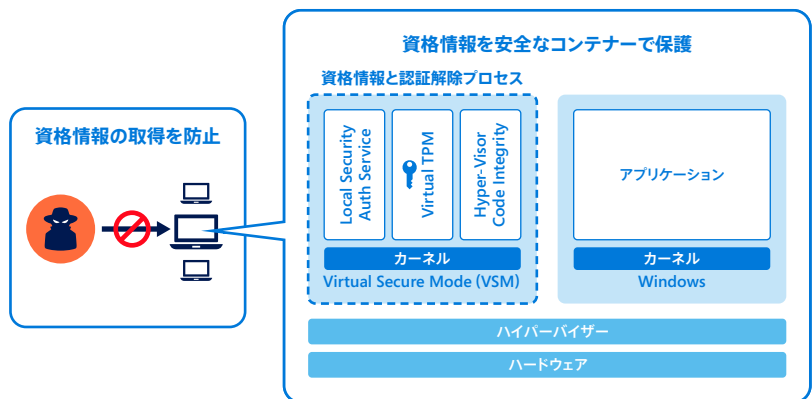 資格情報の取得を防止
資格情報を安全なコンテナーで保護
資格情報と認証解除プロセス
Local Security
Auth Service
Virtual TPM
Hyper-Visor
Code Integrity
カーネル
Virtual Secure Mode (VSM)
アプリケーション
カーネル
Windows
ハイパーバイザー
ハードウェア